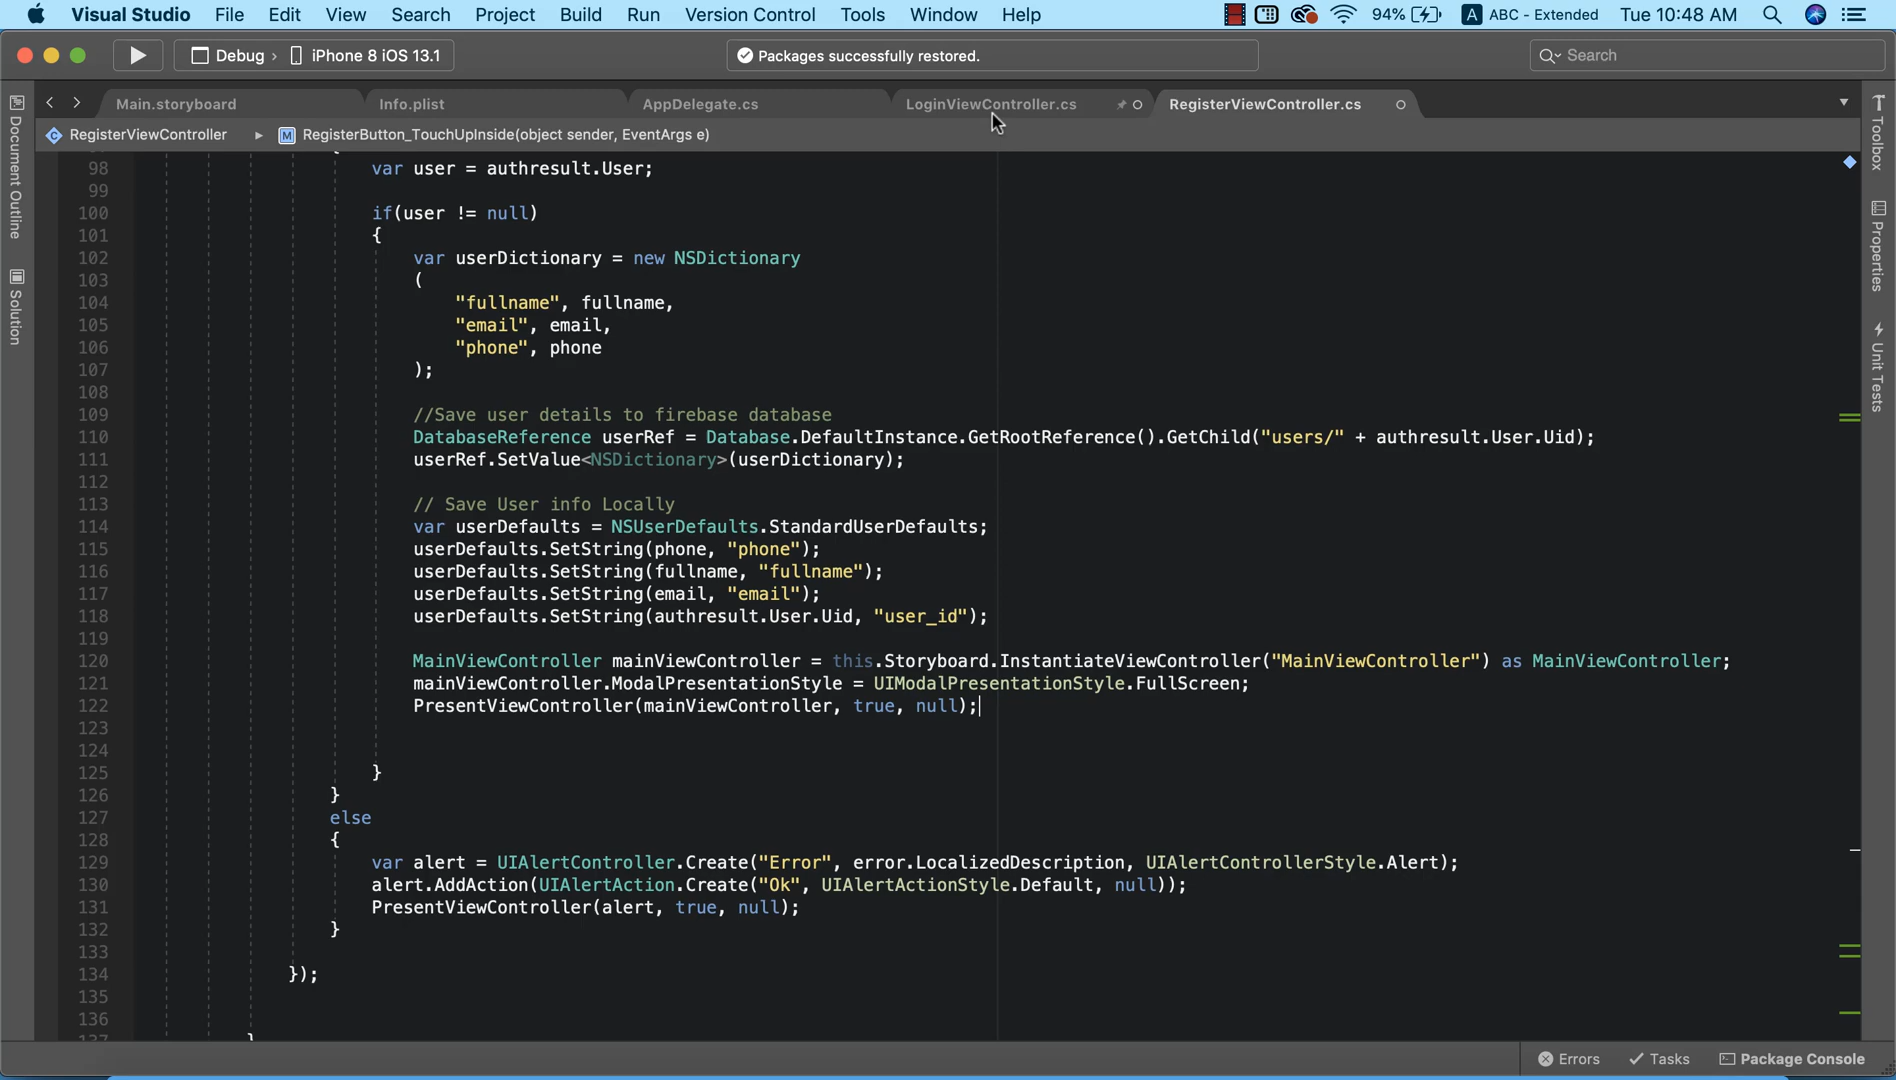 Visual Studio File Edit View Search Project Build Run Version Control Tools Window Help 94% A ABC - Extended Tue 10:48 AM
Debug › iPhone 8 iOS 13.1 Packages successfully restored. Search
Main.storyboard Info.plist AppDelegate.cs LoginViewController.cs RegisterViewController.cs
RegisterViewController M RegisterButton_TouchUpInside(object sender, EventArgs e)
Document Outline
Solution
Toolbox
Properties
Unit Tests
98 var user = authresult.User;
99
100 if(user != null)
101 {
102 var userDictionary = new NSDictionary
103 (
104 "fullname", fullname,
105 "email", email,
106 "phone", phone
107 );
108
109 //Save user details to firebase database
110 DatabaseReference userRef = Database.DefaultInstance.GetRootReference().GetChild("users/" + authresult.User.Uid);
111 userRef.SetValue<NSDictionary>(userDictionary);
112
113 // Save User info Locally
114 var userDefaults = NSUserDefaults.StandardUserDefaults;
115 userDefaults.SetString(phone, "phone");
116 userDefaults.SetString(fullname, "fullname");
117 userDefaults.SetString(email, "email");
118 userDefaults.SetString(authresult.User.Uid, "user_id");
119
120 MainViewController mainViewController = this.Storyboard.InstantiateViewController("MainViewController") as MainViewController;
121 mainViewController.ModalPresentationStyle = UIModalPresentationStyle.FullScreen;
122 PresentViewController(mainViewController, true, null);
123
124
125 }
126 }
127 else
128 {
129 var alert = UIAlertController.Create("Error", error.LocalizedDescription, UIAlertControllerStyle.Alert);
130 alert.AddAction(UIAlertAction.Create("Ok", UIAlertActionStyle.Default, null));
131 PresentViewController(alert, true, null);
132 }
133
134 });
135
136
137 }
Errors Tasks Package Console